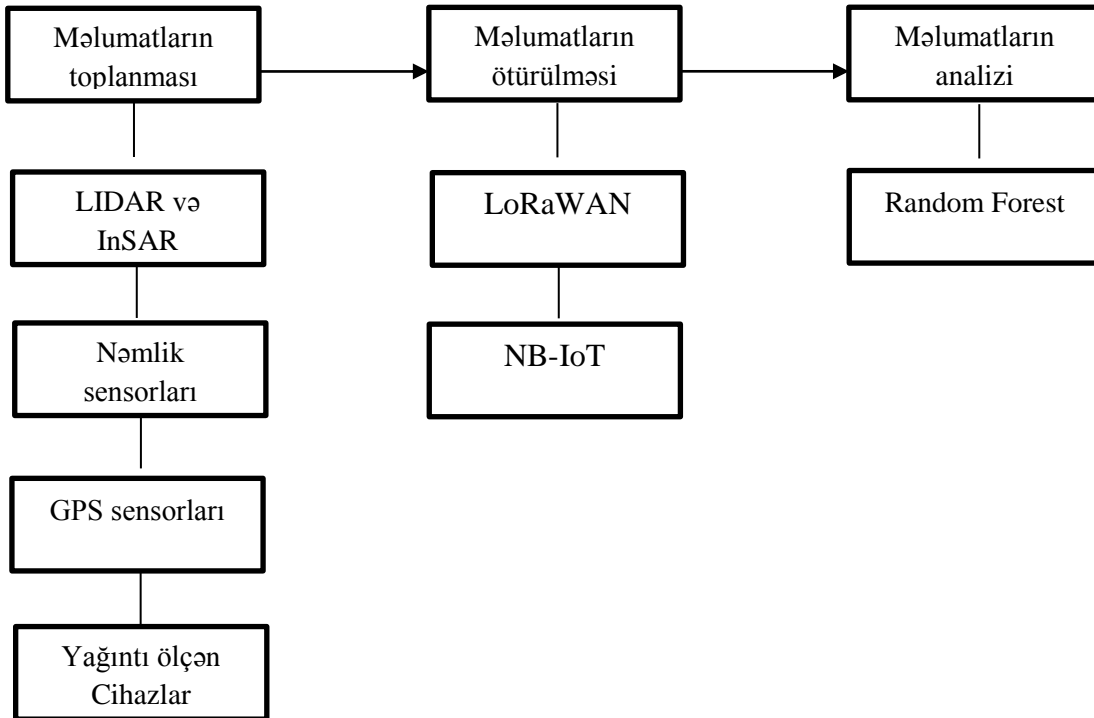 Məlumatların
toplanması
Məlumatların
ötürülməsi
Məlumatların
analizi
LIDAR və
InSAR
LoRaWAN
Random Forest
Nəmlik
sensorları
NB-IoT
GPS sensorları
Yağıntı ölçən
Cihazlar